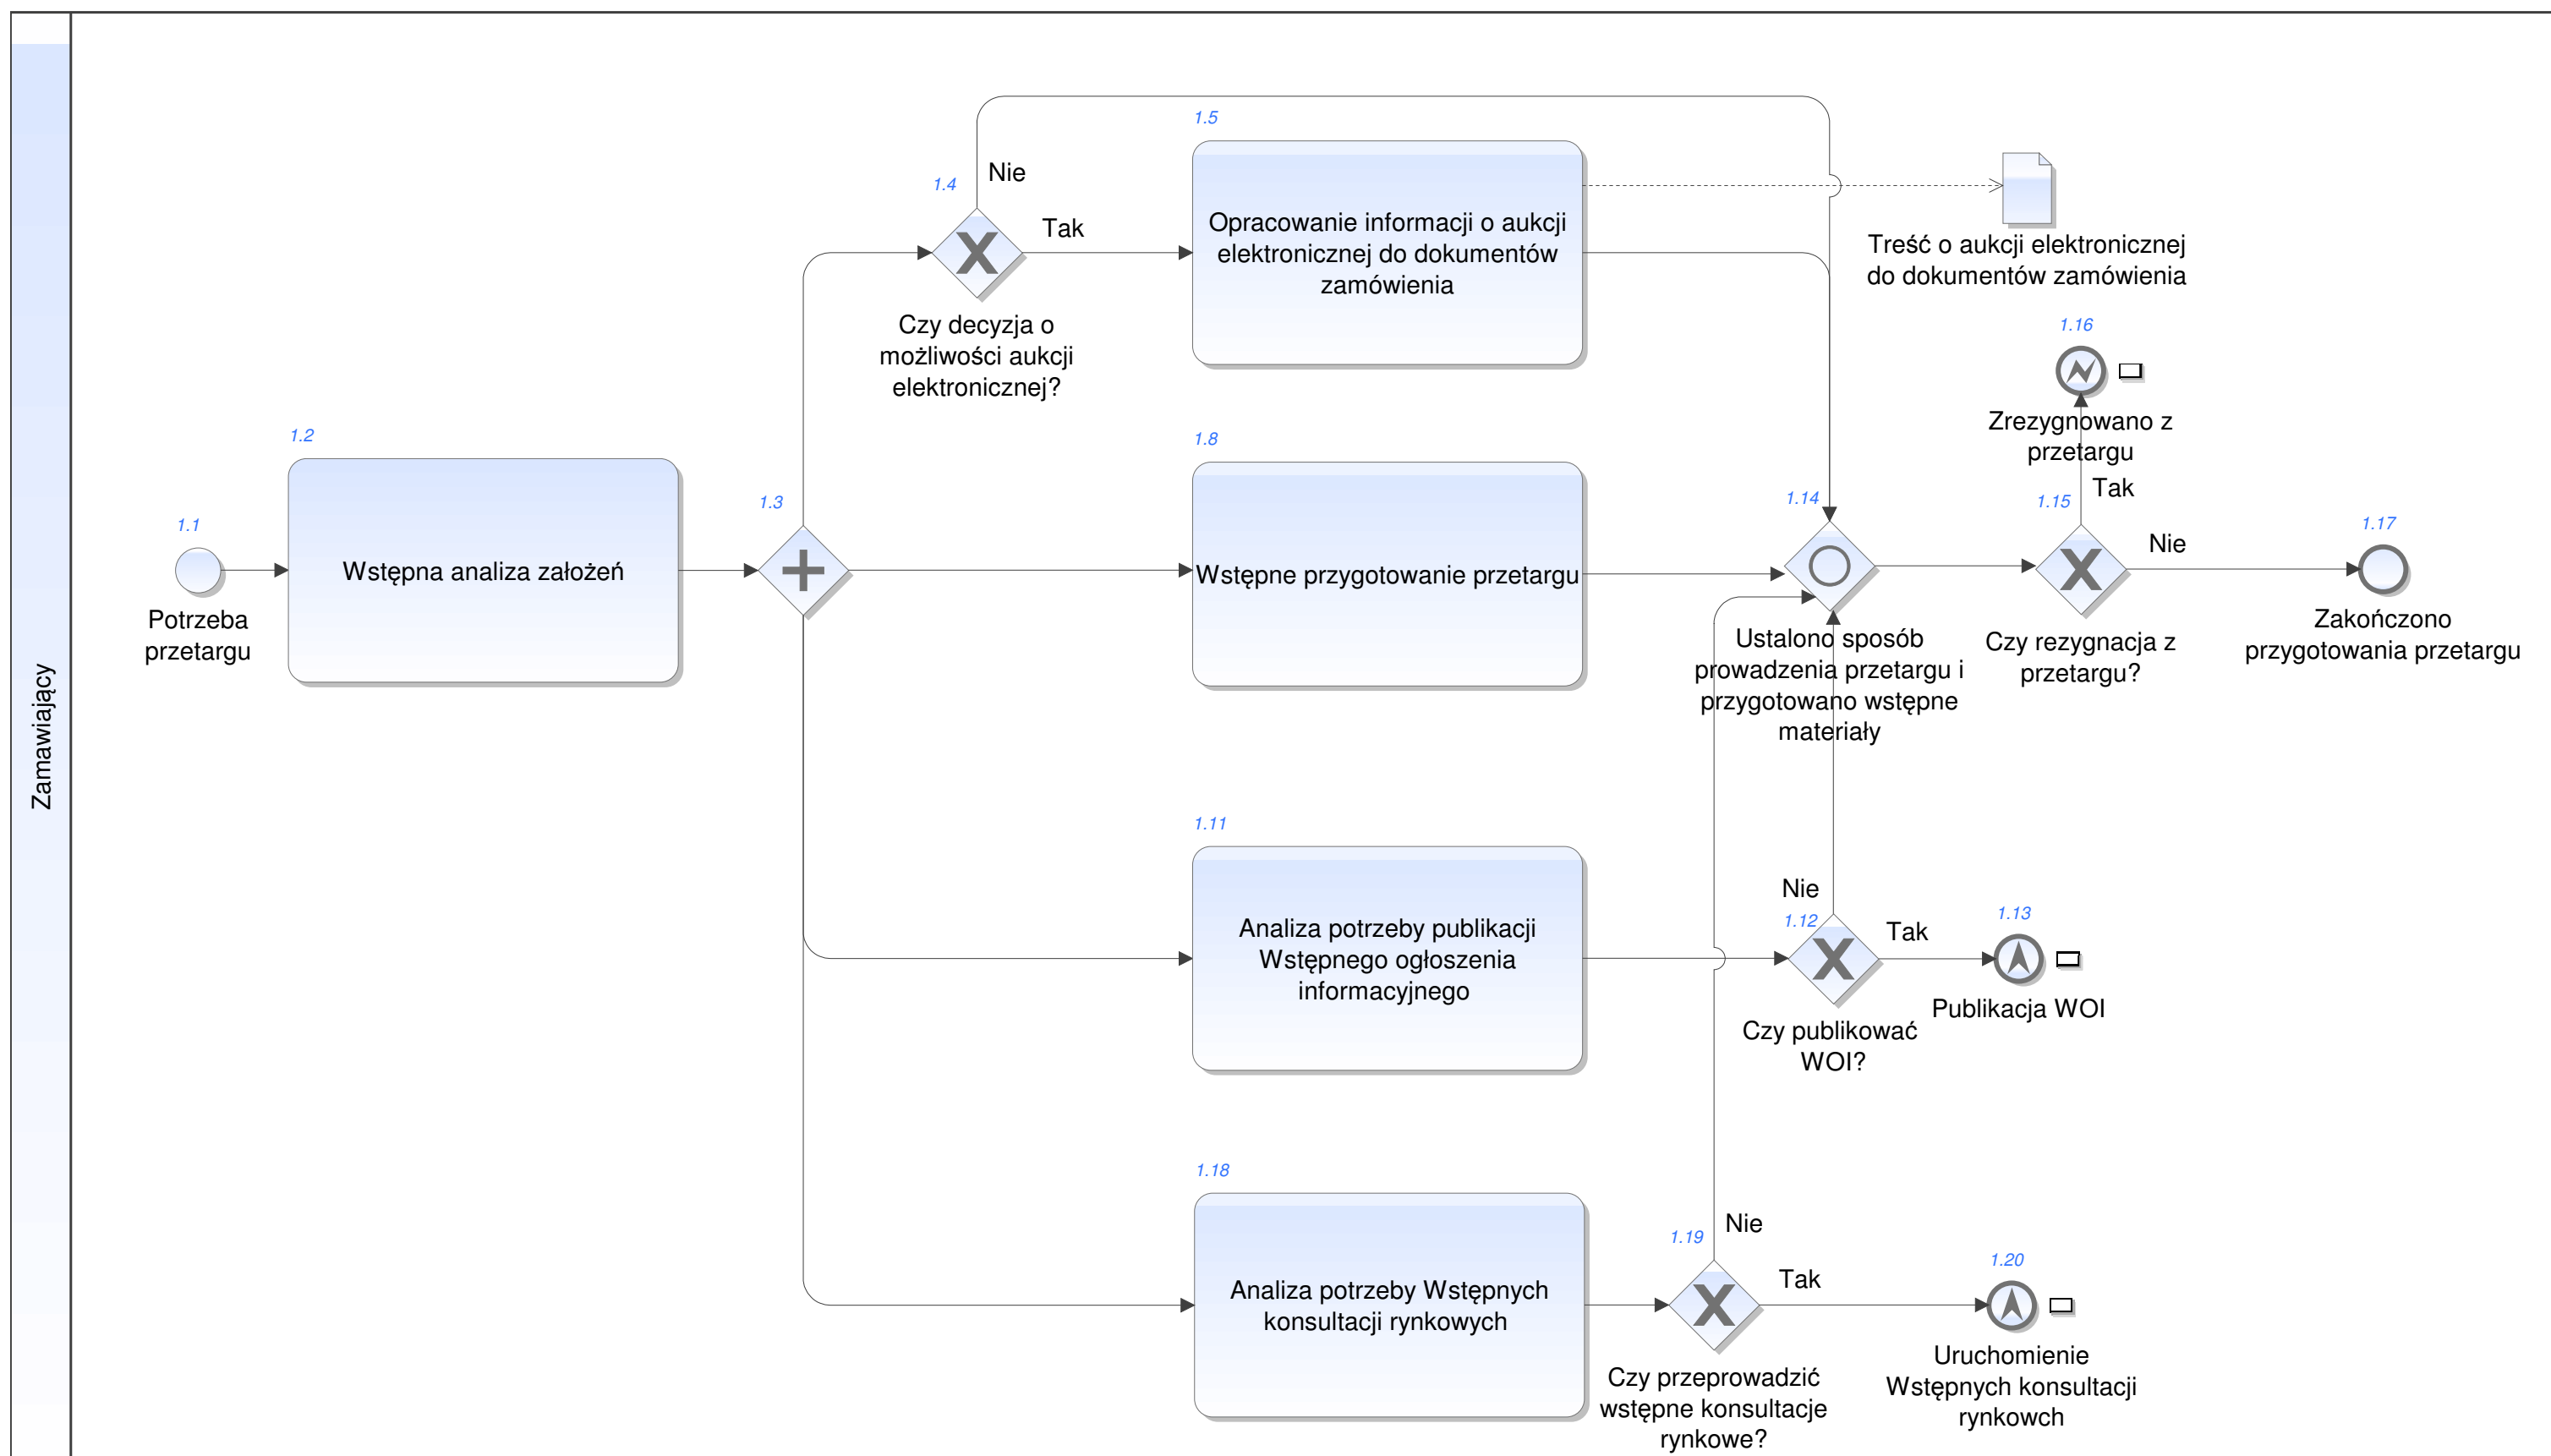 Zamawiający
1.1
Potrzeba
przetargu
1.2
Wstępna analiza założeń
1.3
1.4
Nie
Tak
Czy decyzja o
możliwości aukcji
elektronicznej?
1.5
Opracowanie informacji o aukcji
elektronicznej do dokumentów
zamówienia
Treść o aukcji elektronicznej
do dokumentów zamówienia
1.8
Wstępne przygotowanie przetargu
1.14
Ustalono sposób
prowadzenia przetargu i
przygotowano wstępne
materiały
1.16
Zrezygnowano z
przetargu
Tak
1.15
Nie
Czy rezygnacja z
przetargu?
1.17
Zakończono
przygotowania przetargu
1.11
Analiza potrzeby publikacji
Wstępnego ogłoszenia
informacyjnego
Nie
1.12
Tak
Czy publikować
WOI?
1.13
Publikacja WOI
1.18
Analiza potrzeby Wstępnych
konsultacji rynkowych
Nie
1.19
Tak
Czy przeprowadzić
wstępne konsultacje
rynkowe?
1.20
Uruchomienie
Wstępnych konsultacji
rynkowch